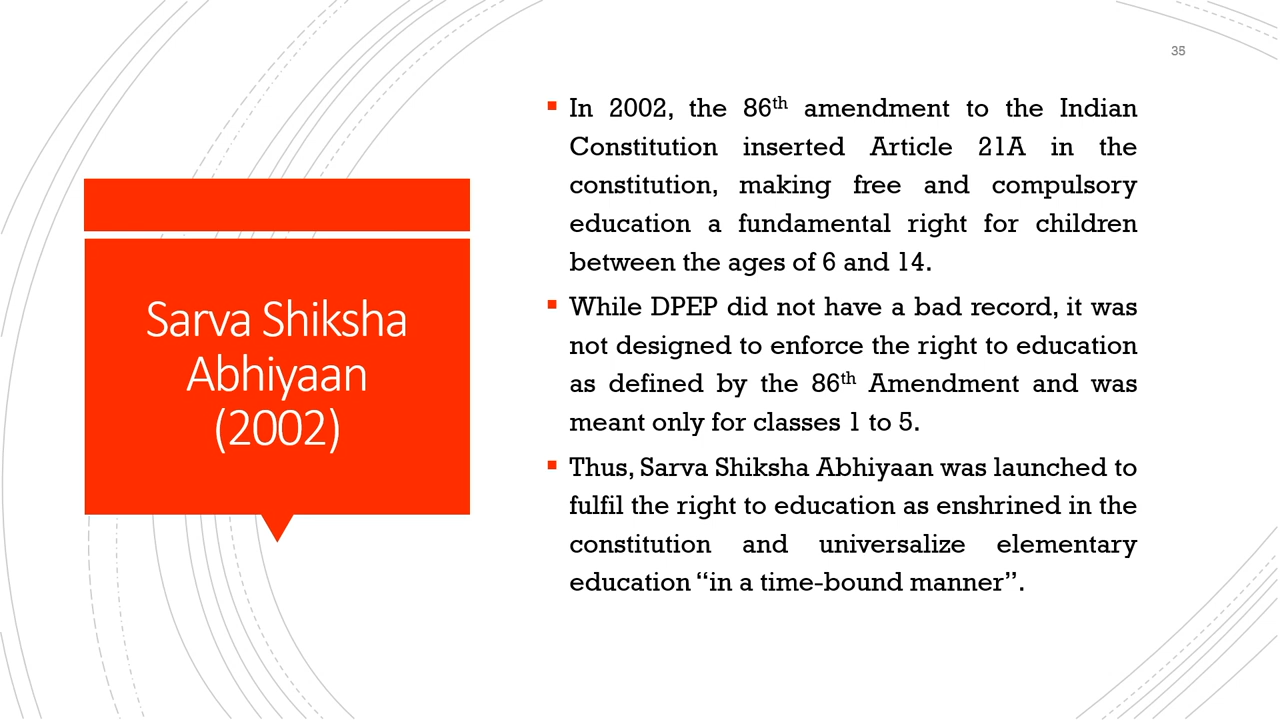 35
Sarva Shiksha
Abhiyaan
(2002)
In 2002, the 86th amendment to the Indian
Constitution inserted Article 21A in the
constitution, making free and compulsory
education a fundamental right for children
between the ages of 6 and 14.
While DPEP did not have a bad record, it was
not designed to enforce the right to education
as defined by the 86th Amendment and was
meant only for classes 1 to 5.
Thus, Sarva Shiksha Abhiyaan was launched to
fulfil the right to education as enshrined in the
constitution and universalize elementary
education “in a time-bound manner”.